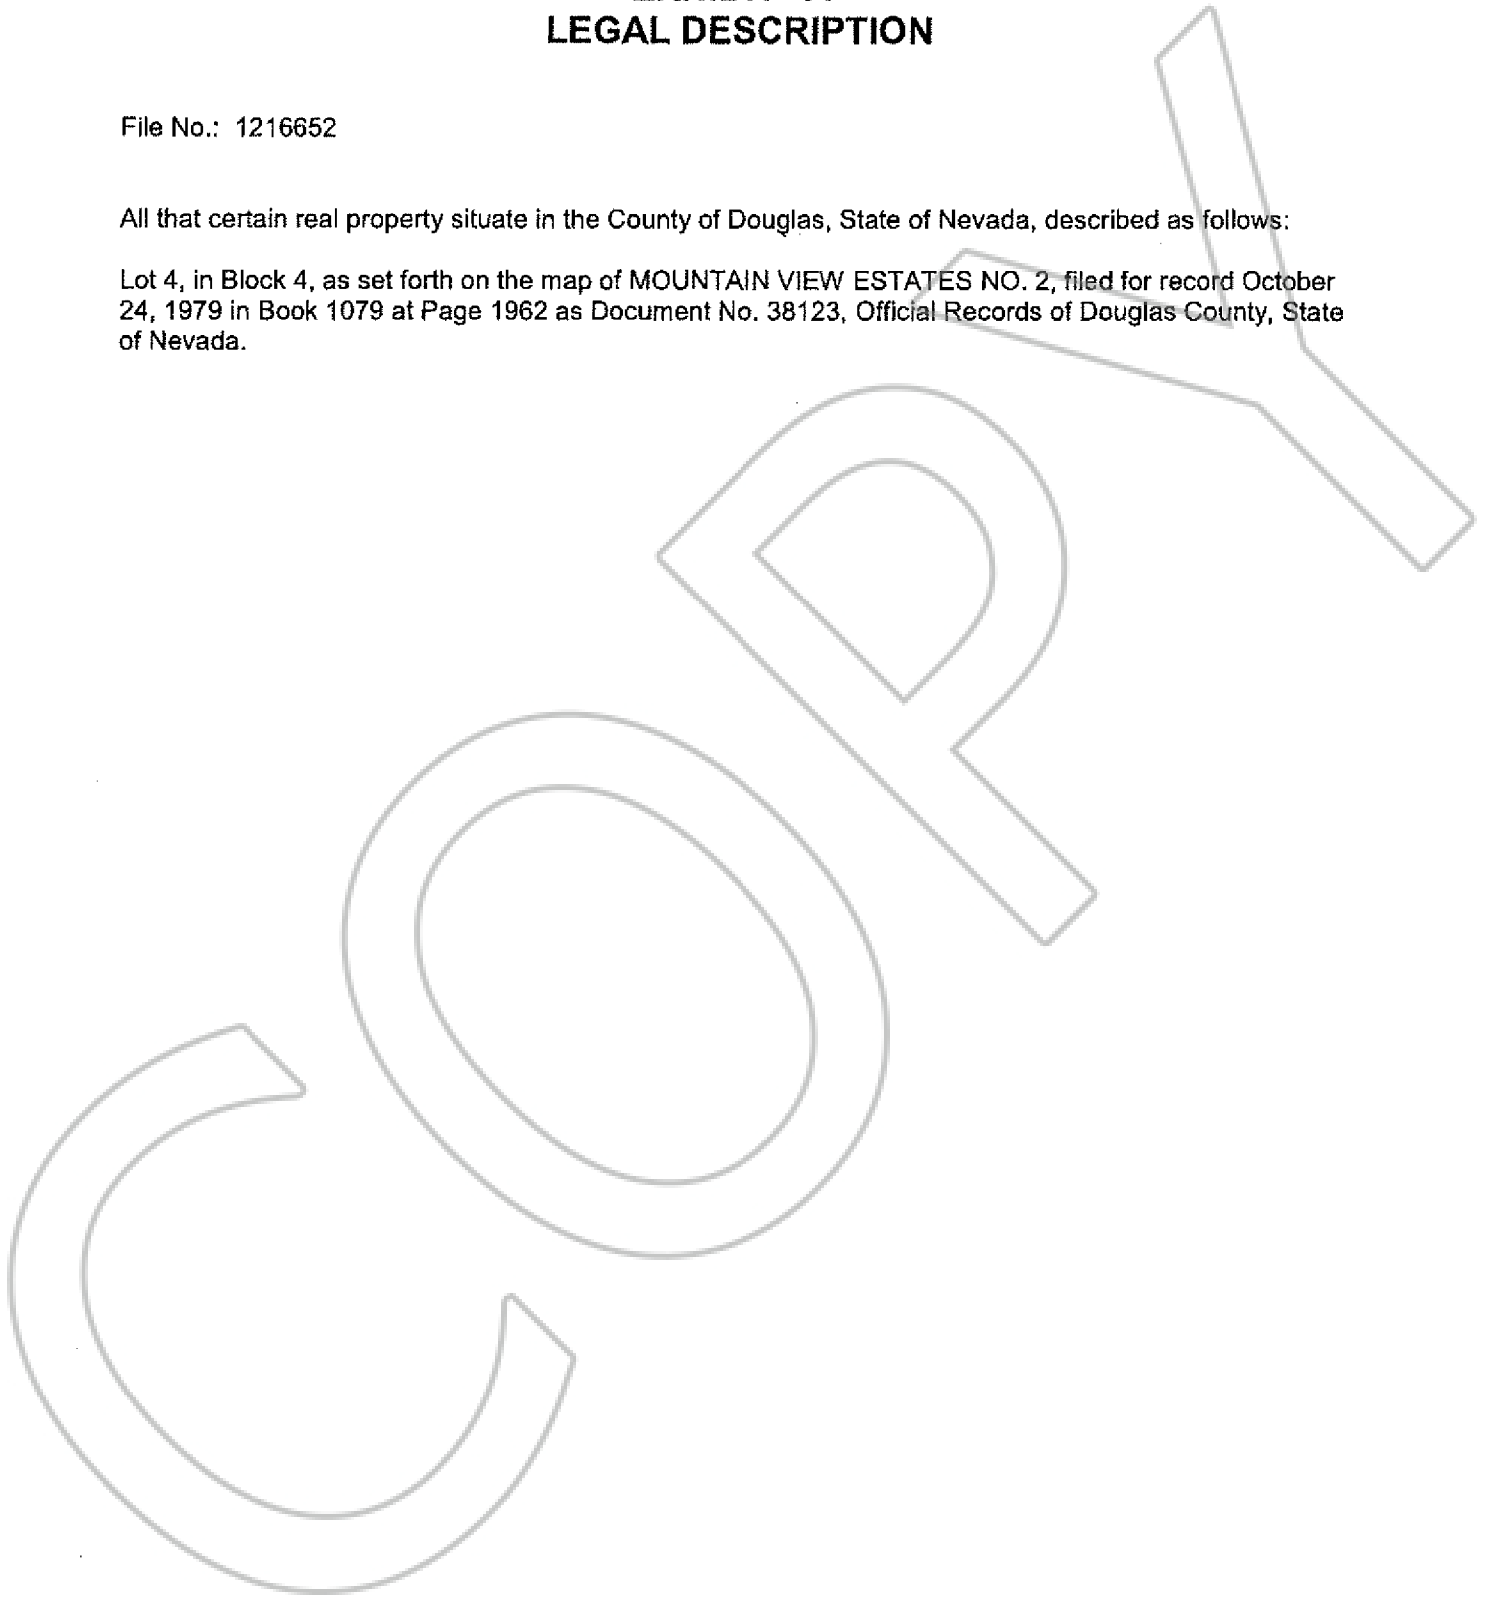 LEGAL DESCRIPTION
File No.: 1216652
All that certain real property situate in the County of Douglas, State of Nevada, described as follows:
Lot 4, in Block 4, as set forth on the map of MOUNTAIN VIEW ESTATES NO. 2, filed for record October
24, 1979 in Book 1079 at Page 1962 as Document No. 38123, Official Records of Douglas County, State
of Nevada.
COPY